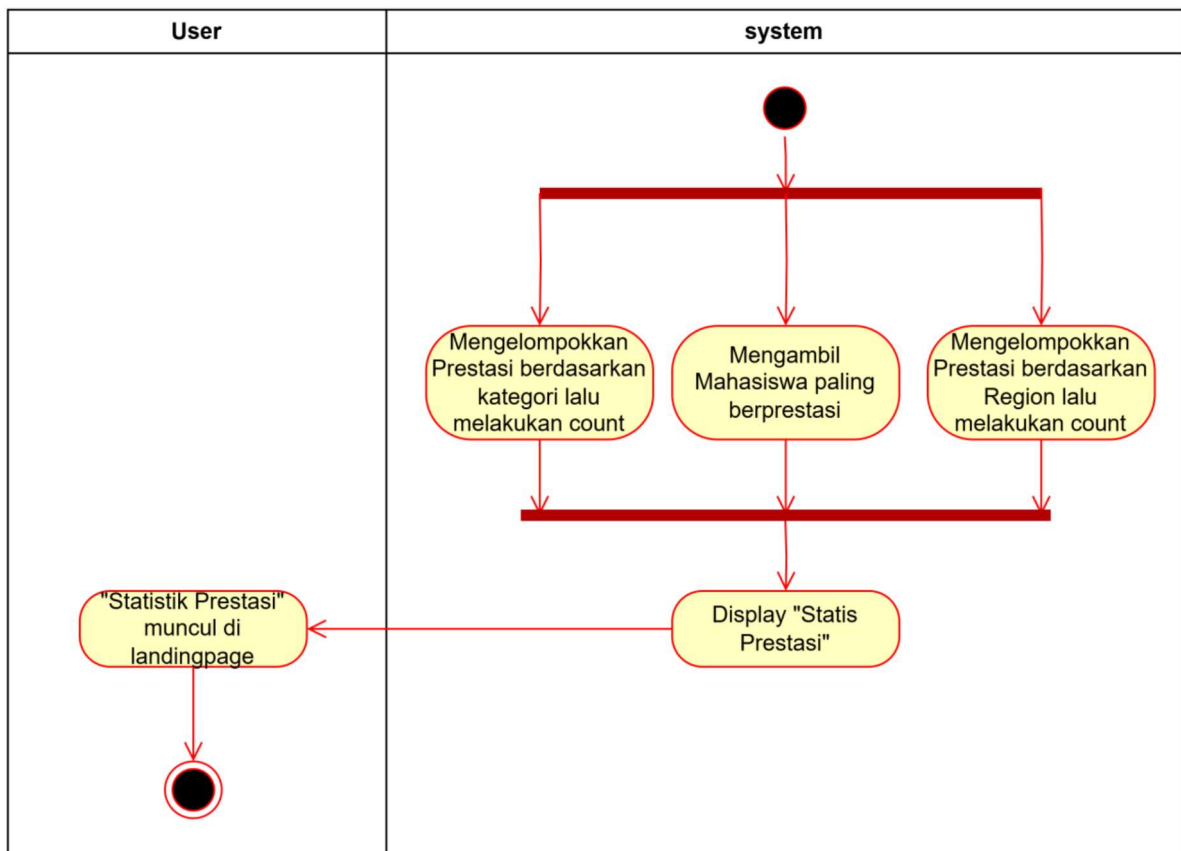 User
system
Mengelompokkan
Prestasi berdasarkan
kategori lalu
melakukan count
Mengambil
Mahasiswa paling
berprestasi
Mengelompokkan
Prestasi berdasarkan
Region lalu
melakukan count
"Statistik Prestasi"
muncul di
landingpage
Display "Statis
Prestasi"